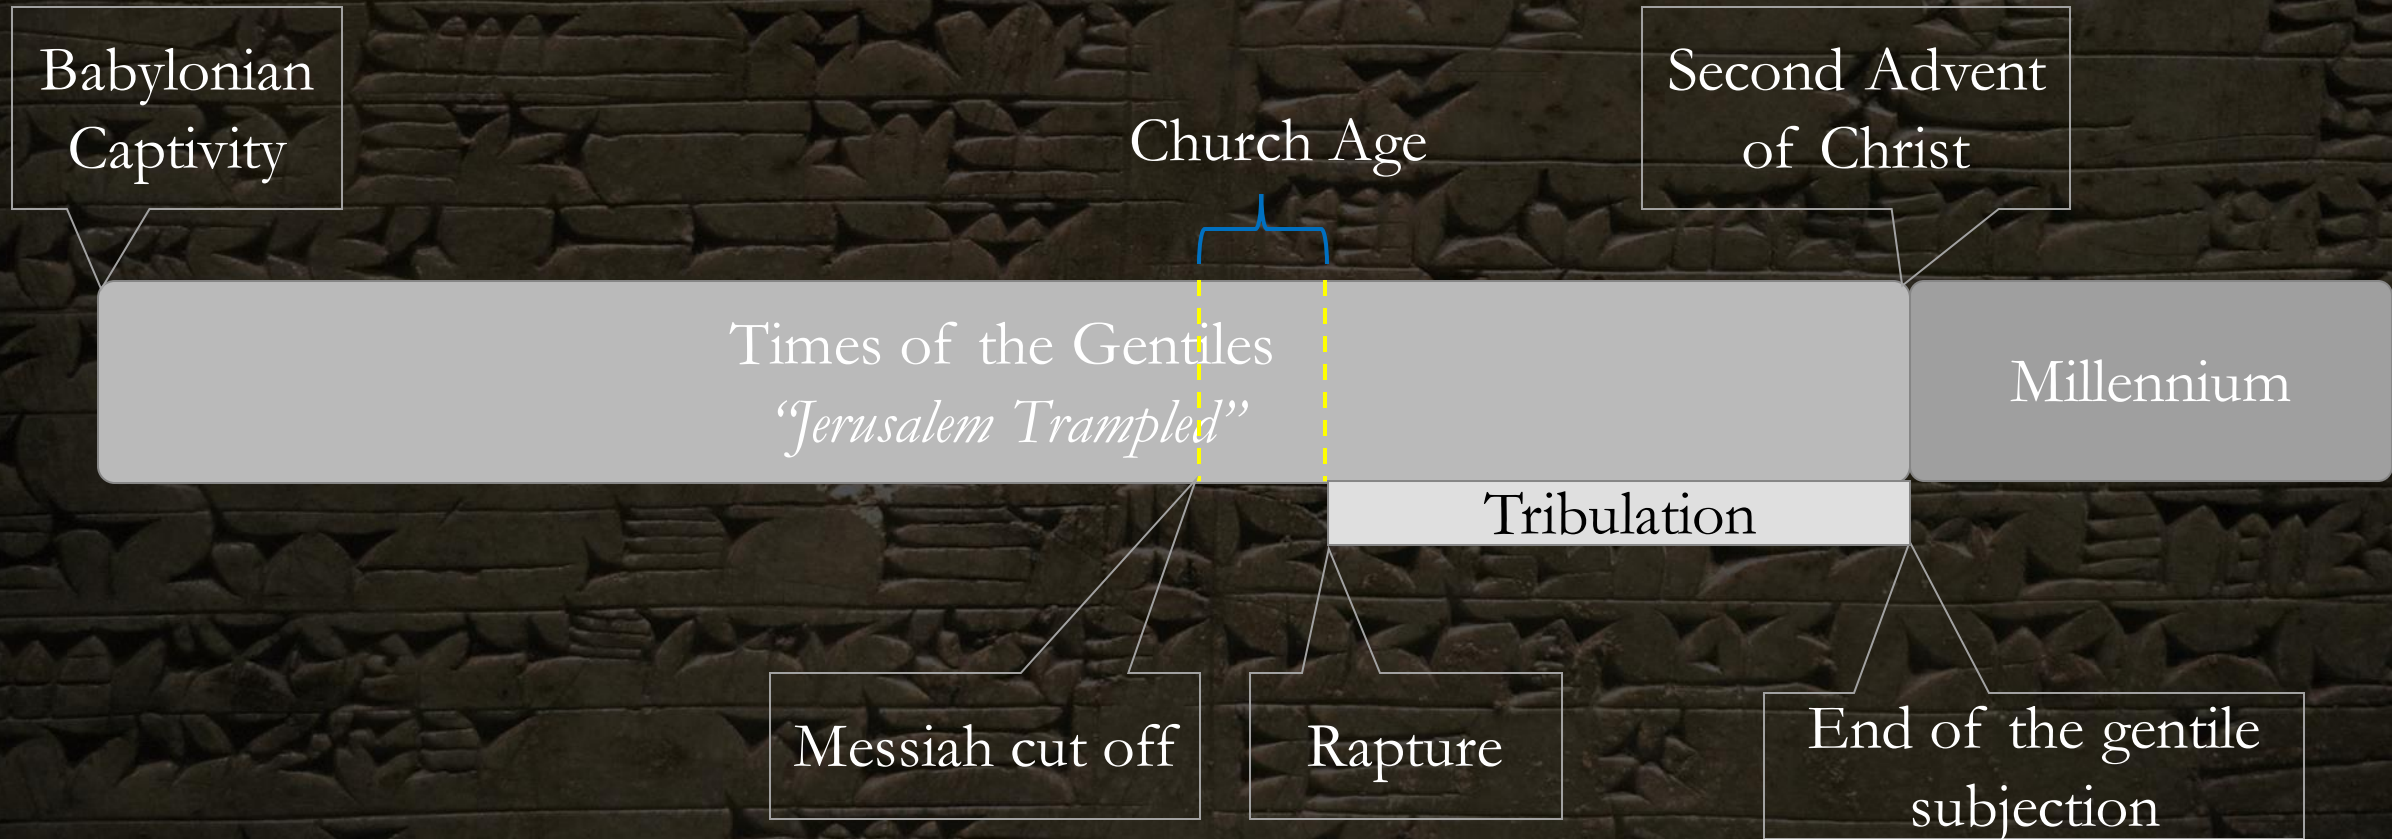 Babylonian
Captivity
Church Age
Second Advent
of Christ
Times of the Gentiles
“Jerusalem Trampled”
Millennium
Tribulation
Messiah cut off
Rapture
End of the gentile
subjection